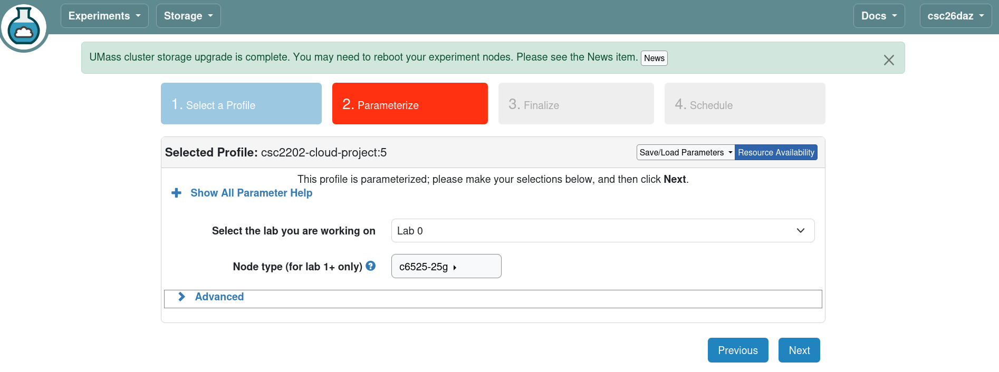 Experiments Storage Docs csc26daz
UMass cluster storage upgrade is complete. You may need to reboot your experiment nodes. Please see the News item. News
1. Select a Profile 2. Parameterize 3. Finalize 4. Schedule
Selected Profile: csc2202-cloud-project:5 Save/Load Parameters Resource Availability
This profile is parameterized; please make your selections below, and then click Next.
Show All Parameter Help
Select the lab you are working on Lab 0
Node type (for lab 1+ only) ? c6525-25g
Advanced
Previous Next